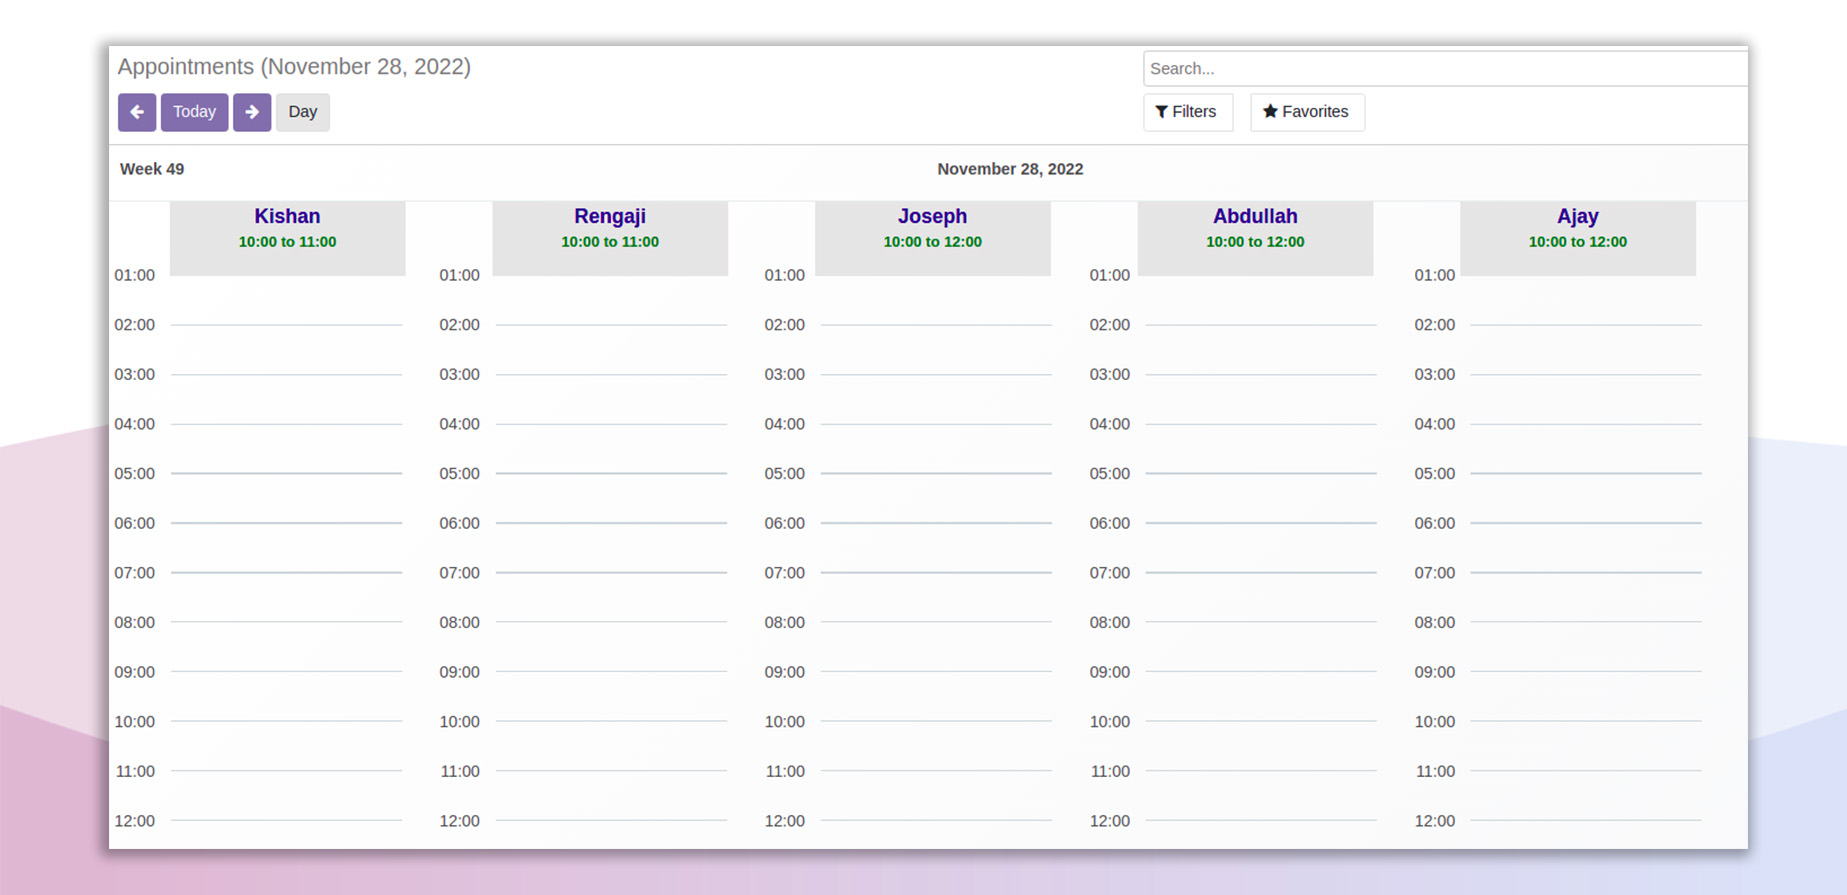 Appointments (November 28, 2022)
Search...
Today Day
Filters Favorites
Week 49 November 28, 2022
Kishan Rengaji Joseph Abdullah Ajay
10:00 to 11:00 10:00 to 11:00 10:00 to 12:00 10:00 to 12:00 10:00 to 12:00
01:00 01:00 01:00 01:00 01:00
02:00 02:00 02:00 02:00 02:00
03:00 03:00 03:00 03:00 03:00
04:00 04:00 04:00 04:00 04:00
05:00 05:00 05:00 05:00 05:00
06:00 06:00 06:00 06:00 06:00
07:00 07:00 07:00 07:00 07:00
08:00 08:00 08:00 08:00 08:00
09:00 09:00 09:00 09:00 09:00
10:00 10:00 10:00 10:00 10:00
11:00 11:00 11:00 11:00 11:00
12:00 12:00 12:00 12:00 12:00